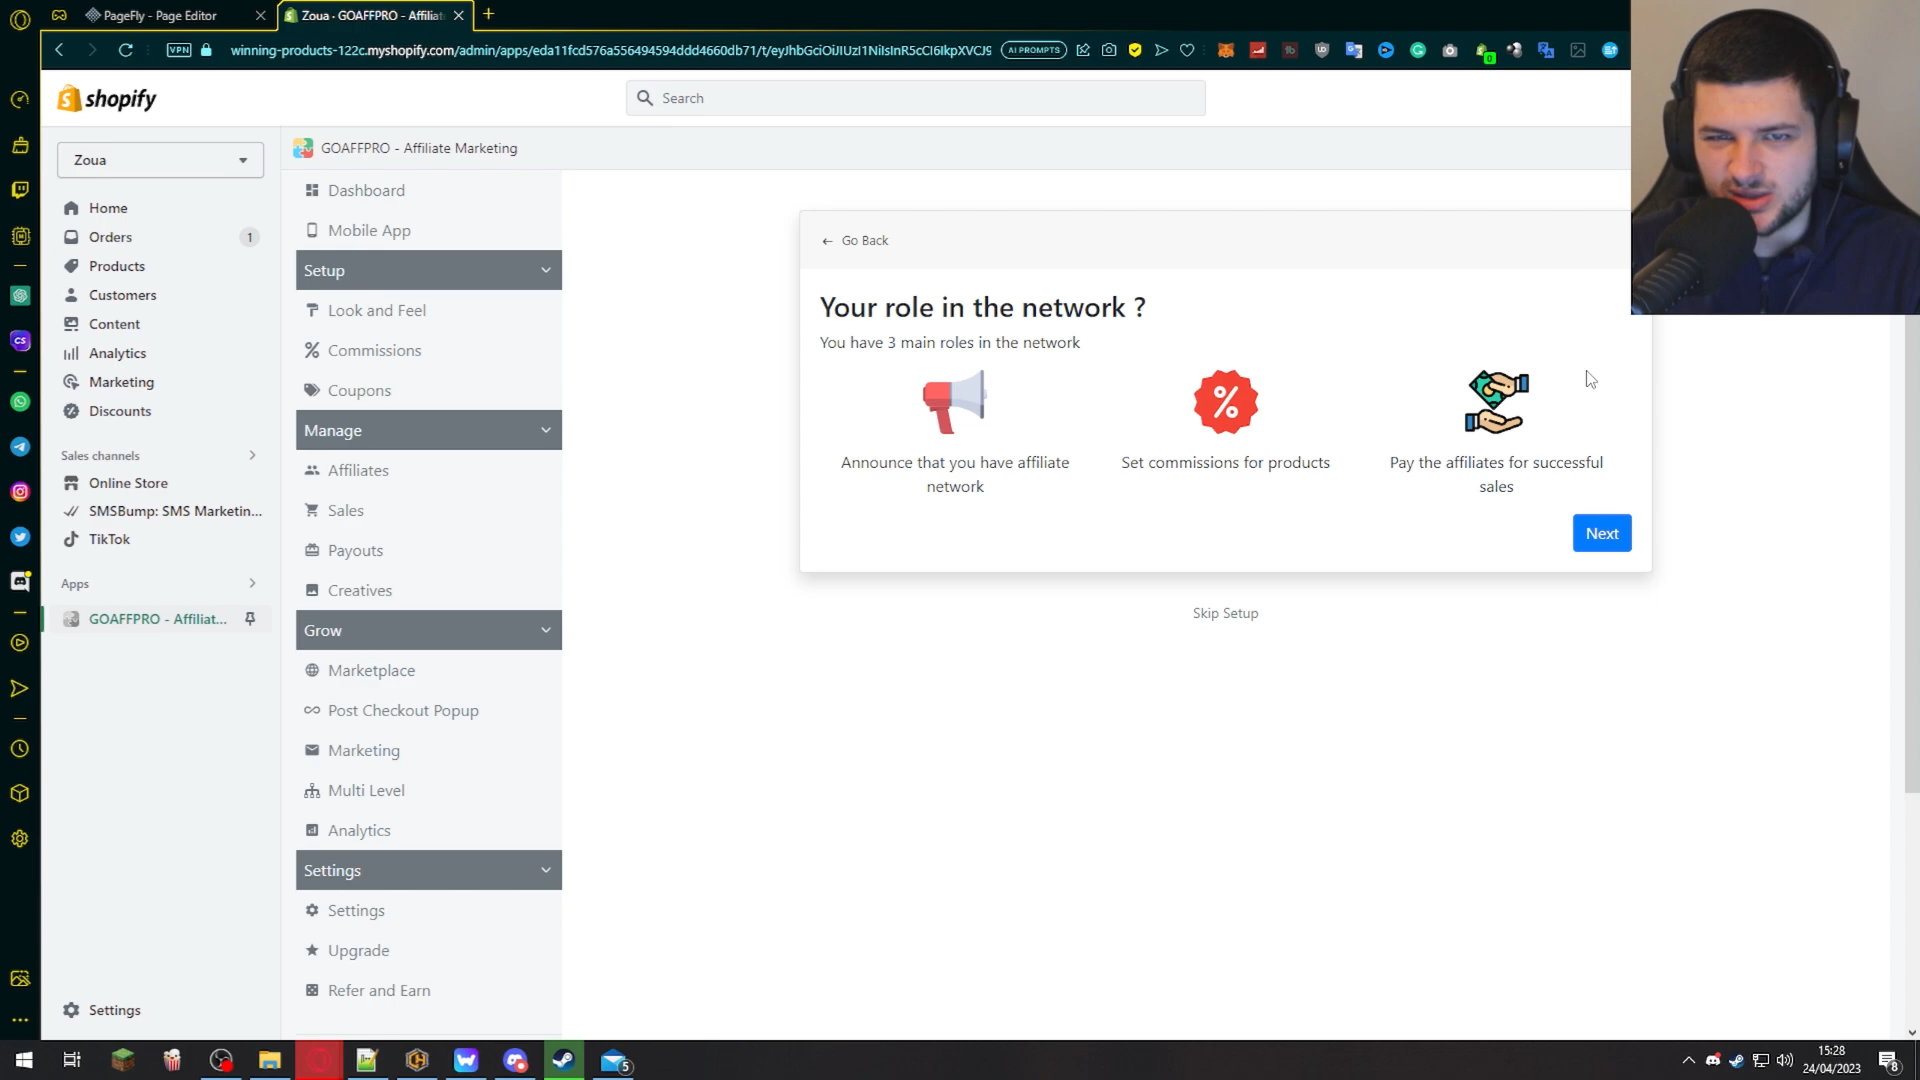 PageFly - Page Editor
Zoua · GOAFFPRO - Affiliat
VPN
winning-products-122c.myshopify.com/admin/apps/eda11fcd576a556494594ddd4660db71/t/eyJhbGciOiJIUzI1NiIsInR5cCI6IkpXVCJ9
AI PROMPTS
0
shopify
Search
Zoua
Home
Orders
1
Products
Customers
Content
Analytics
Marketing
Discounts
Sales channels
Online Store
SMSBump: SMS Marketin...
TikTok
Apps
GOAFFPRO - Affiliat...
Settings
GOAFFPRO - Affiliate Marketing
Dashboard
Mobile App
Setup
Look and Feel
Commissions
Coupons
Manage
Affiliates
Sales
Payouts
Creatives
Grow
Marketplace
Post Checkout Popup
Marketing
Multi Level
Analytics
Settings
Settings
Upgrade
Refer and Earn
← Go Back
Your role in the network ?
You have 3 main roles in the network
Announce that you have affiliate
network
Set commissions for products
Pay the affiliates for successful
sales
Next
Skip Setup
CS
5
15:28
24/04/2023
8